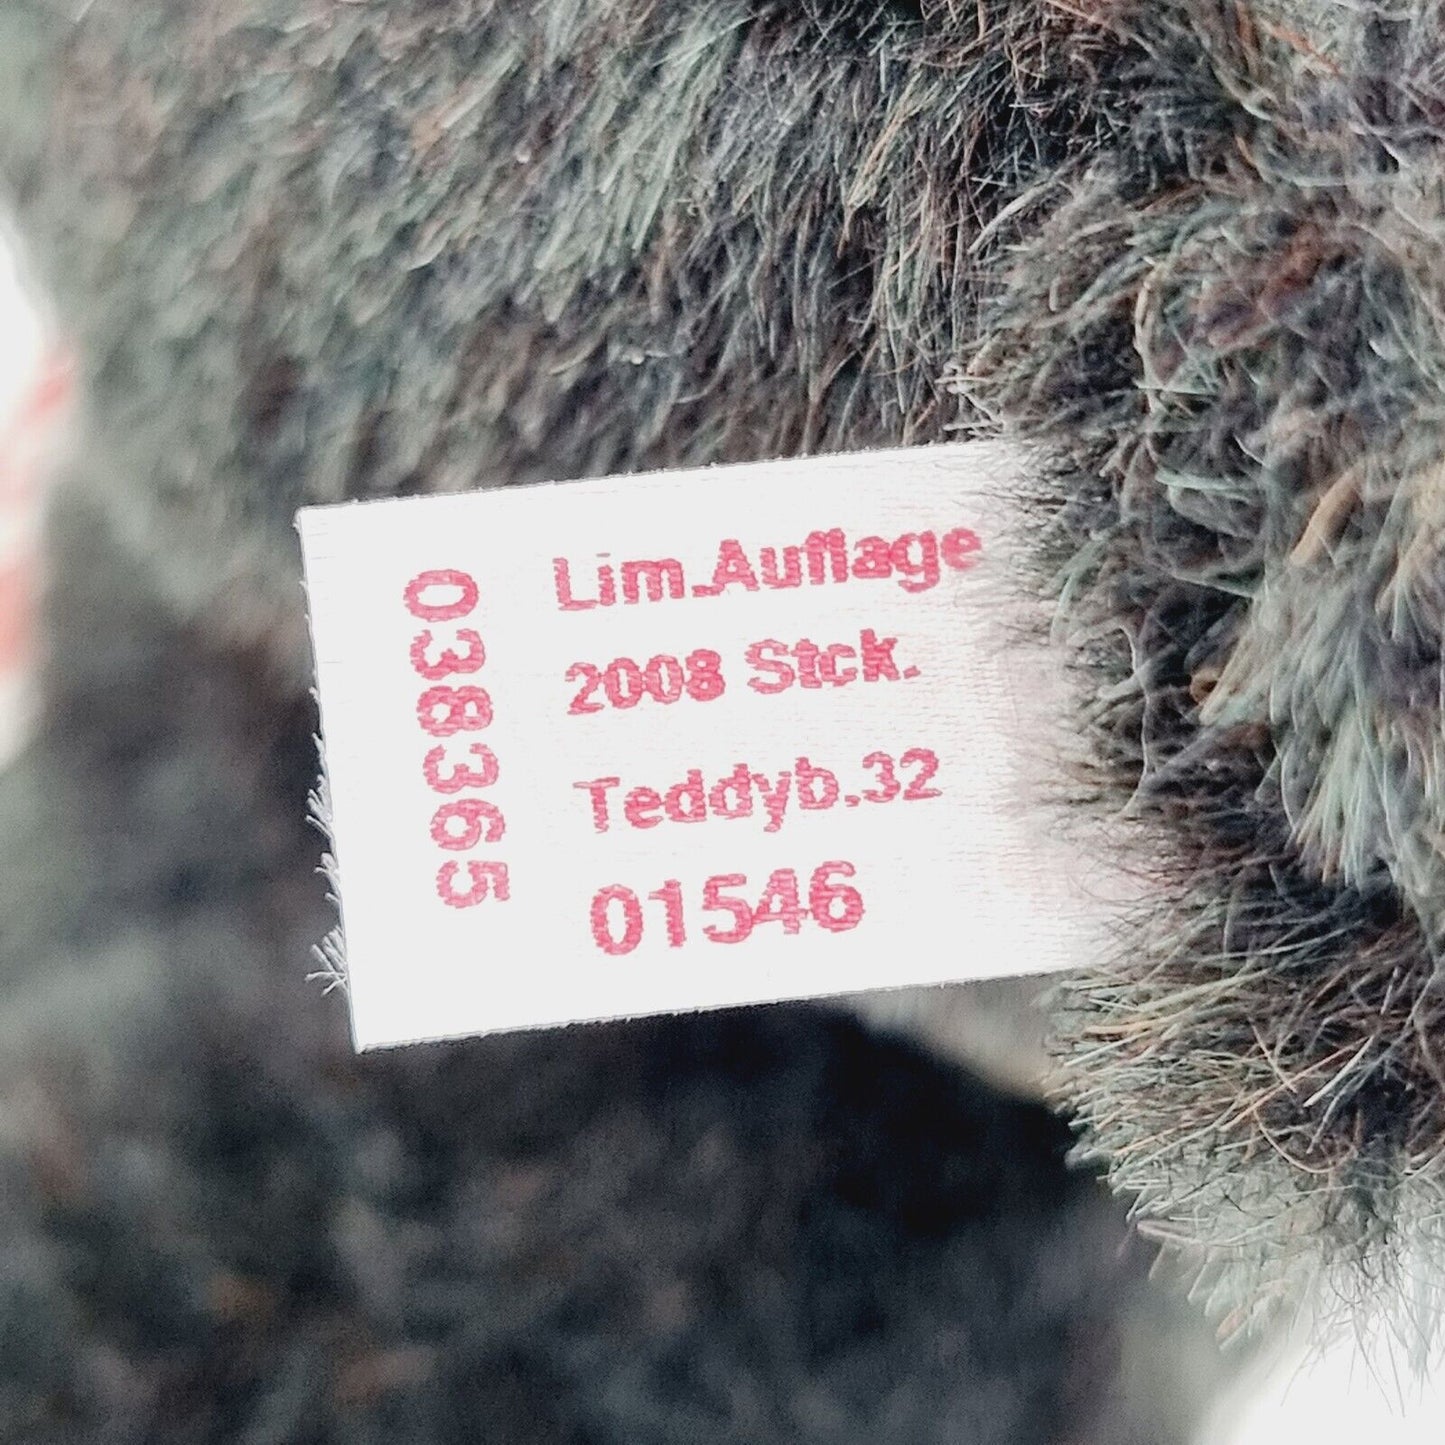 038365
Lim.Auflage
2008 Stck.
Teddyb.32
01546